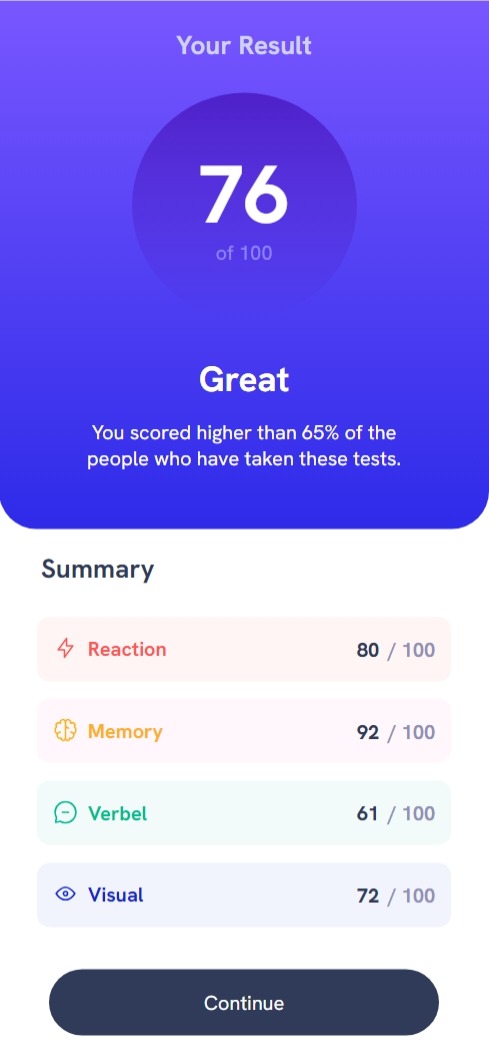 Your Result
76
of 100
Great
You scored higher than 65% of the
people who have taken these tests.
Summary
Reaction 80 / 100
Memory 92 / 100
Verbel 61 / 100
Visual 72 / 100
Continue